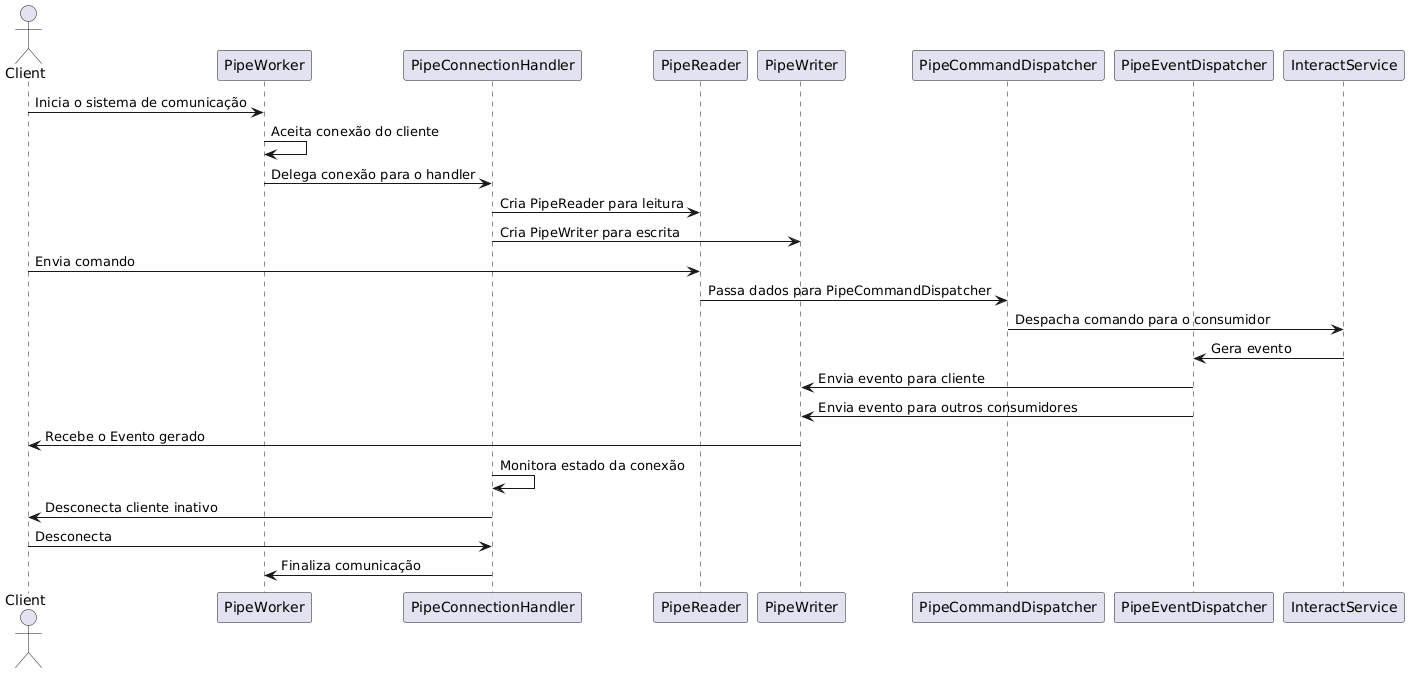 Client
PipeWorker
PipeConnectionHandler
PipeReader
PipeWriter
PipeCommandDispatcher
PipeEventDispatcher
InteractService
Inicia o sistema de comunicação
Aceita conexão do cliente
Delega conexão para o handler
Cria PipeReader para leitura
Cria PipeWriter para escrita
Envia comando
Passa dados para PipeCommandDispatcher
Despacha comando para o consumidor
Gera evento
Envia evento para cliente
Envia evento para outros consumidores
Recebe o Evento gerado
Monitora estado da conexão
Desconecta cliente inativo
Desconecta
Finaliza comunicação
Client
PipeWorker
PipeConnectionHandler
PipeReader
PipeWriter
PipeCommandDispatcher
PipeEventDispatcher
InteractService